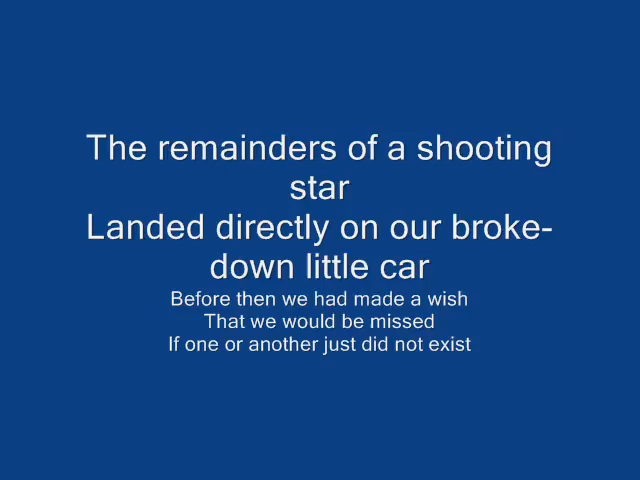 The remainders of a shooting
star
Landed directly on our broke-
down little car
Before then we had made a wish
That we would be missed
If one or another just did not exist